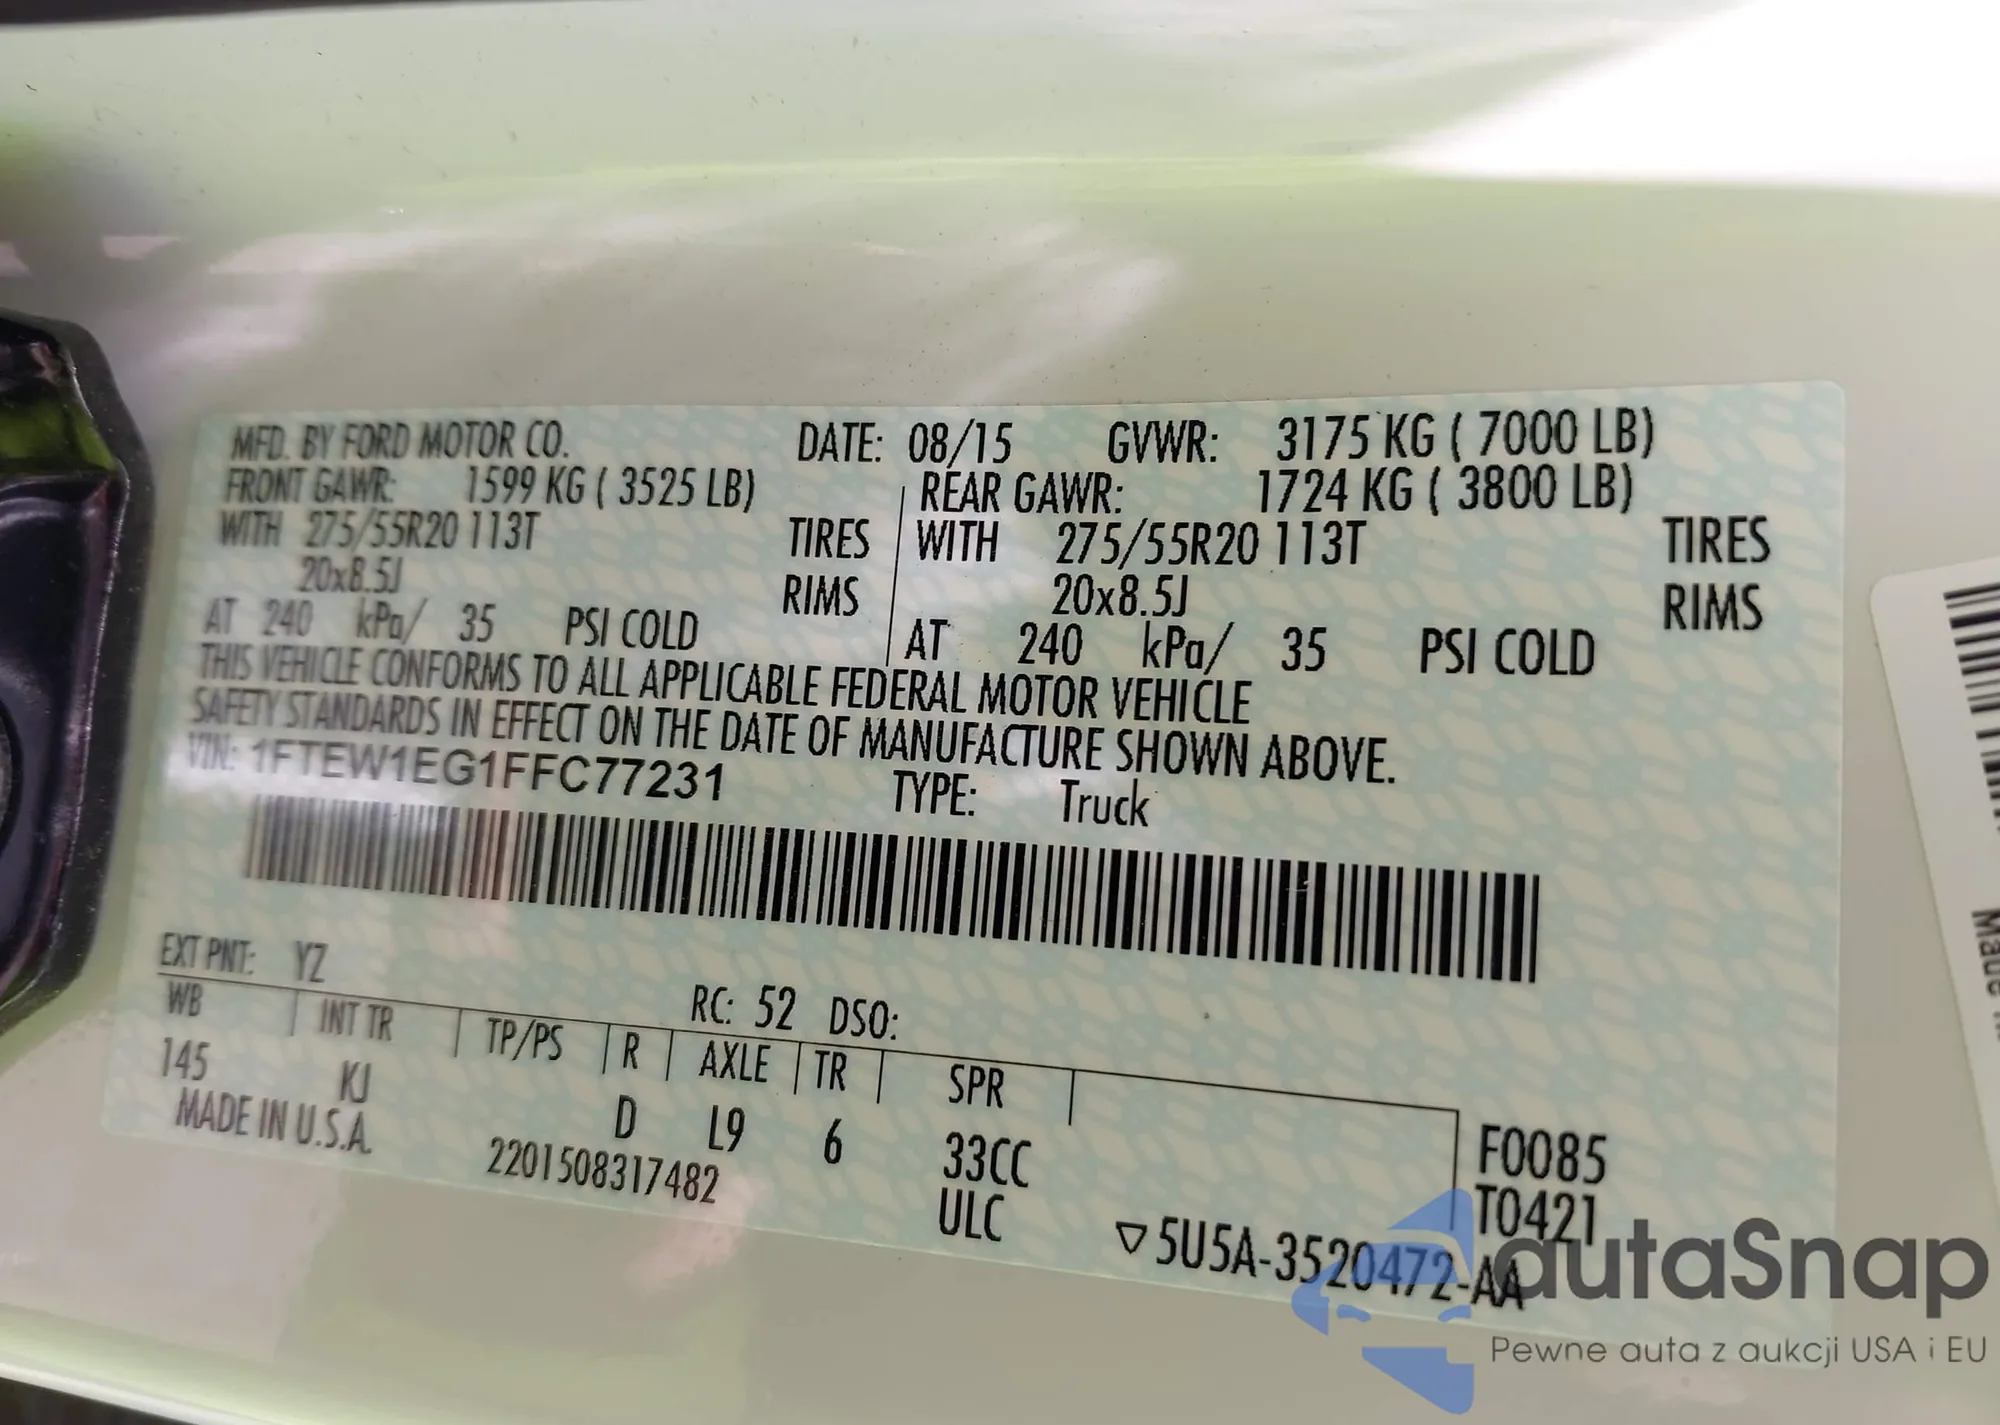 MFD. BY FORD MOTOR CO. DATE: 08/15 GVWR: 3175 KG ( 7000 LB)
FRONT GAWR: 1599 KG ( 3525 LB) REAR GAWR: 1724 KG ( 3800 LB)
WITH 275/55R20 113T TIRES WITH 275/55R20 113T TIRES
20x8.5J RIMS 20x8.5J RIMS
AT 240 kPa/ 35 PSI COLD AT 240 kPa/ 35 PSI COLD
THIS VEHICLE CONFORMS TO ALL APPLICABLE FEDERAL MOTOR VEHICLE
SAFETY STANDARDS IN EFFECT ON THE DATE OF MANUFACTURE SHOWN ABOVE.
VIN: 1FTEW1EG1FFC77231 TYPE: Truck
EXT PNT: YZ RC: 52 DSO:
WB INT TR TP/PS R AXLE TR SPR
145 KJ D L9 6 33CC F0085
MADE IN U.S.A. 2201508317482 ULC T0421
▽5U5A-3520472-AA
autaSnap
Pewne auta z aukcji USA i EU
Made